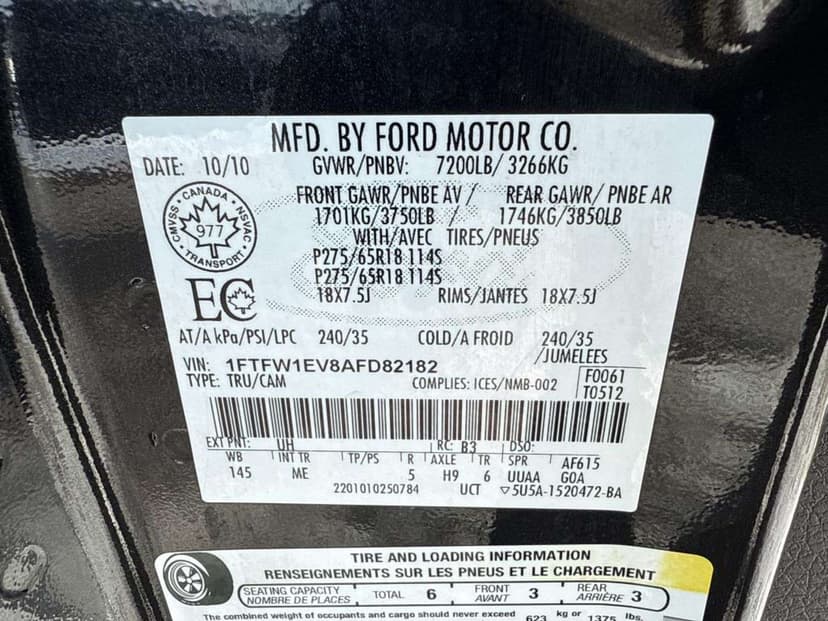 MFD. BY FORD MOTOR CO.
DATE: 10/10 GVWR/PNBV: 7200LB/ 3266KG
FRONT GAWR/PNBE AV / REAR GAWR/ PNBE AR
1701KG/3750LB / 1746KG/3850LB
WITH/AVEC TIRES/PNEUS
P275/65R18 114S
P275/65R18 114S
18X7.5J RIMS/JANTES 18X7.5J
CMVSS • CANADA • NSVAC • TRANSPORT •
977
EC
AT/A kPa/PSI/LPC 240/35 COLD/A FROID 240/35
/JUMELEES
VIN: 1FTFW1EV8AFD82182
TYPE: TRU/CAM COMPLIES: ICES/NMB-002 F0061
T0512
EXT PNT: UH RC: B3 DSO:
WB INT TR TP/PS R AXLE TR SPR AF615
145 ME 5 H9 6 UUAA GOA
2201010250784 UCT ▽5U5A-1520472-BA
TIRE AND LOADING INFORMATION
RENSEIGNEMENTS SUR LES PNEUS ET LE CHARGEMENT
SEATING CAPACITY TOTAL 6 FRONT 3 REAR 3
NOMBRE DE PLACES AVANT ARRIÈRE
The combined weight of occupants and cargo should never exceed 623 kg or 1375 lbs.